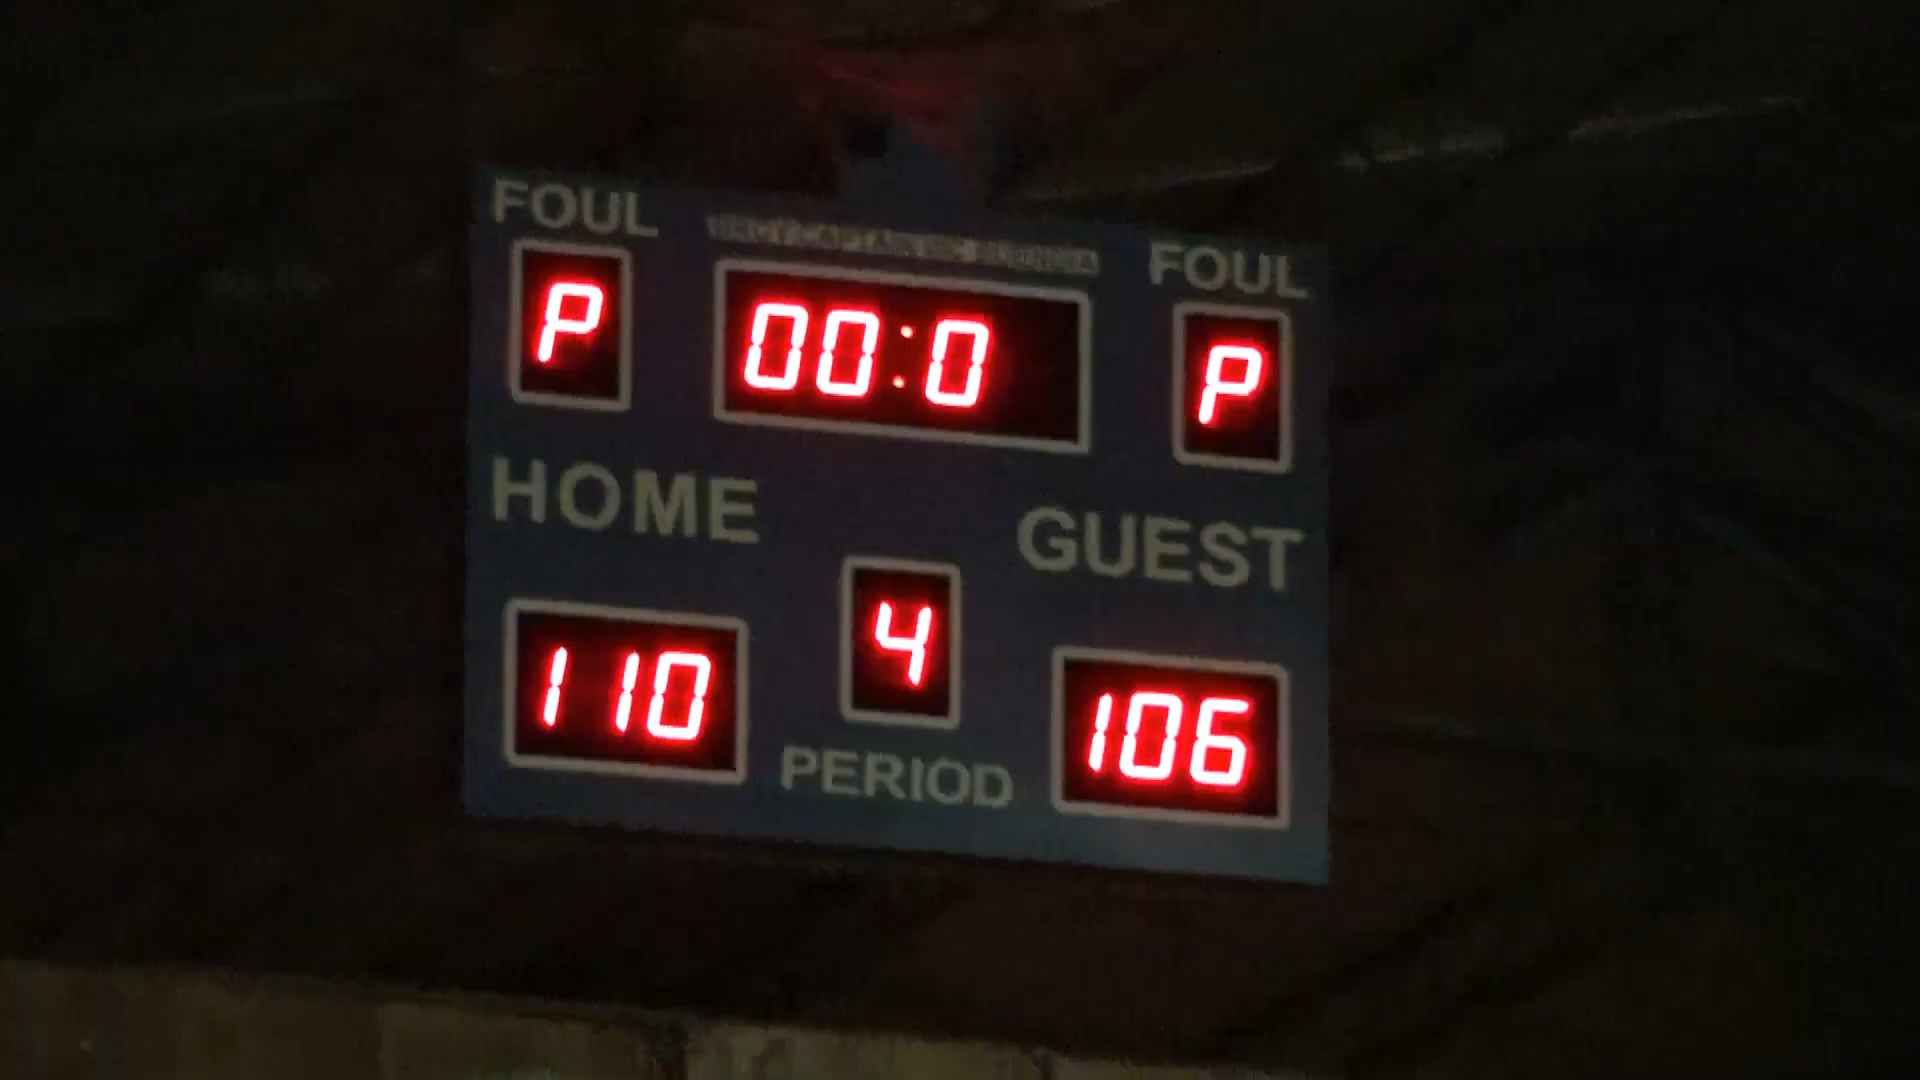 FOUL
FOUL
P 00:0 P
HOME
GUEST
4
110 106
PERIOD